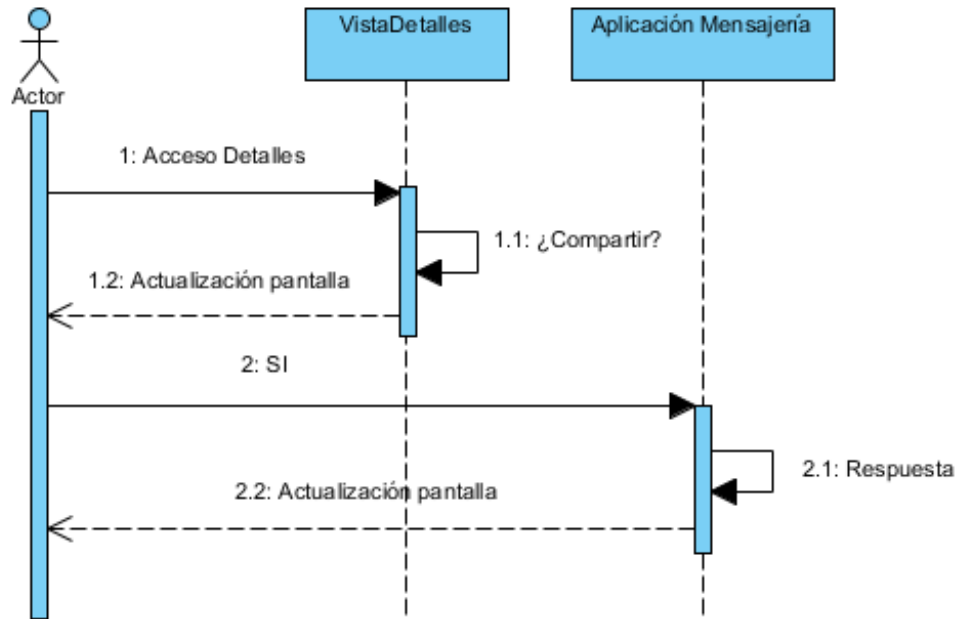 VistaDetalles
Aplicación Mensajería
Actor
1: Acceso Detalles
1.1: ¿Compartir?
1.2: Actualización pantalla
2: SI
2.1: Respuesta
2.2: Actualización pantalla